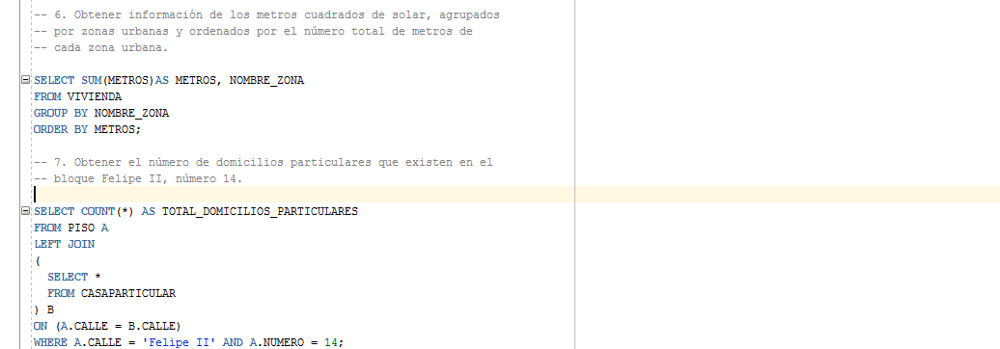 -- 6. Obtener información de los metros cuadrados de solar, agrupados
-- por zonas urbanas y ordenados por el número total de metros de
-- cada zona urbana.
SELECT SUM(METROS)AS METROS, NOMBRE_ZONA
FROM VIVIENDA
GROUP BY NOMBRE_ZONA
ORDER BY METROS;
-- 7. Obtener el número de domicilios particulares que existen en el
-- bloque Felipe II, número 14.
SELECT COUNT(*) AS TOTAL_DOMICILIOS_PARTICULARES
FROM PISO A
LEFT JOIN
(
  SELECT *
  FROM CASAPARTICULAR
) B
ON (A.CALLE = B.CALLE)
WHERE A.CALLE = 'Felipe II' AND A.NUMERO = 14;